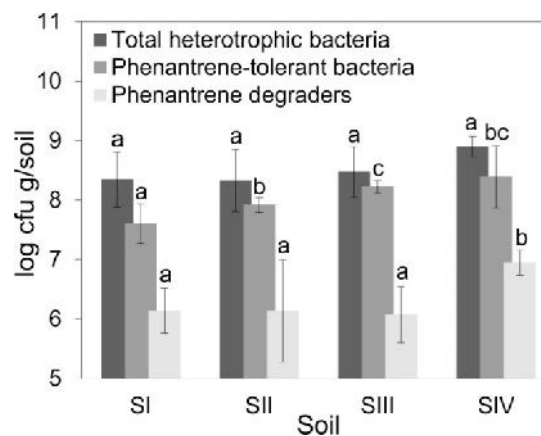 11
10
9
8
7
6
5
log cfu g/soil
Total heterotrophic bacteria
Phenantrene-tolerant bacteria
Phenantrene degraders
a
a
a
a
b
a
a
c
a
a
bc
b
SI
SII
SIII
SIV
Soil